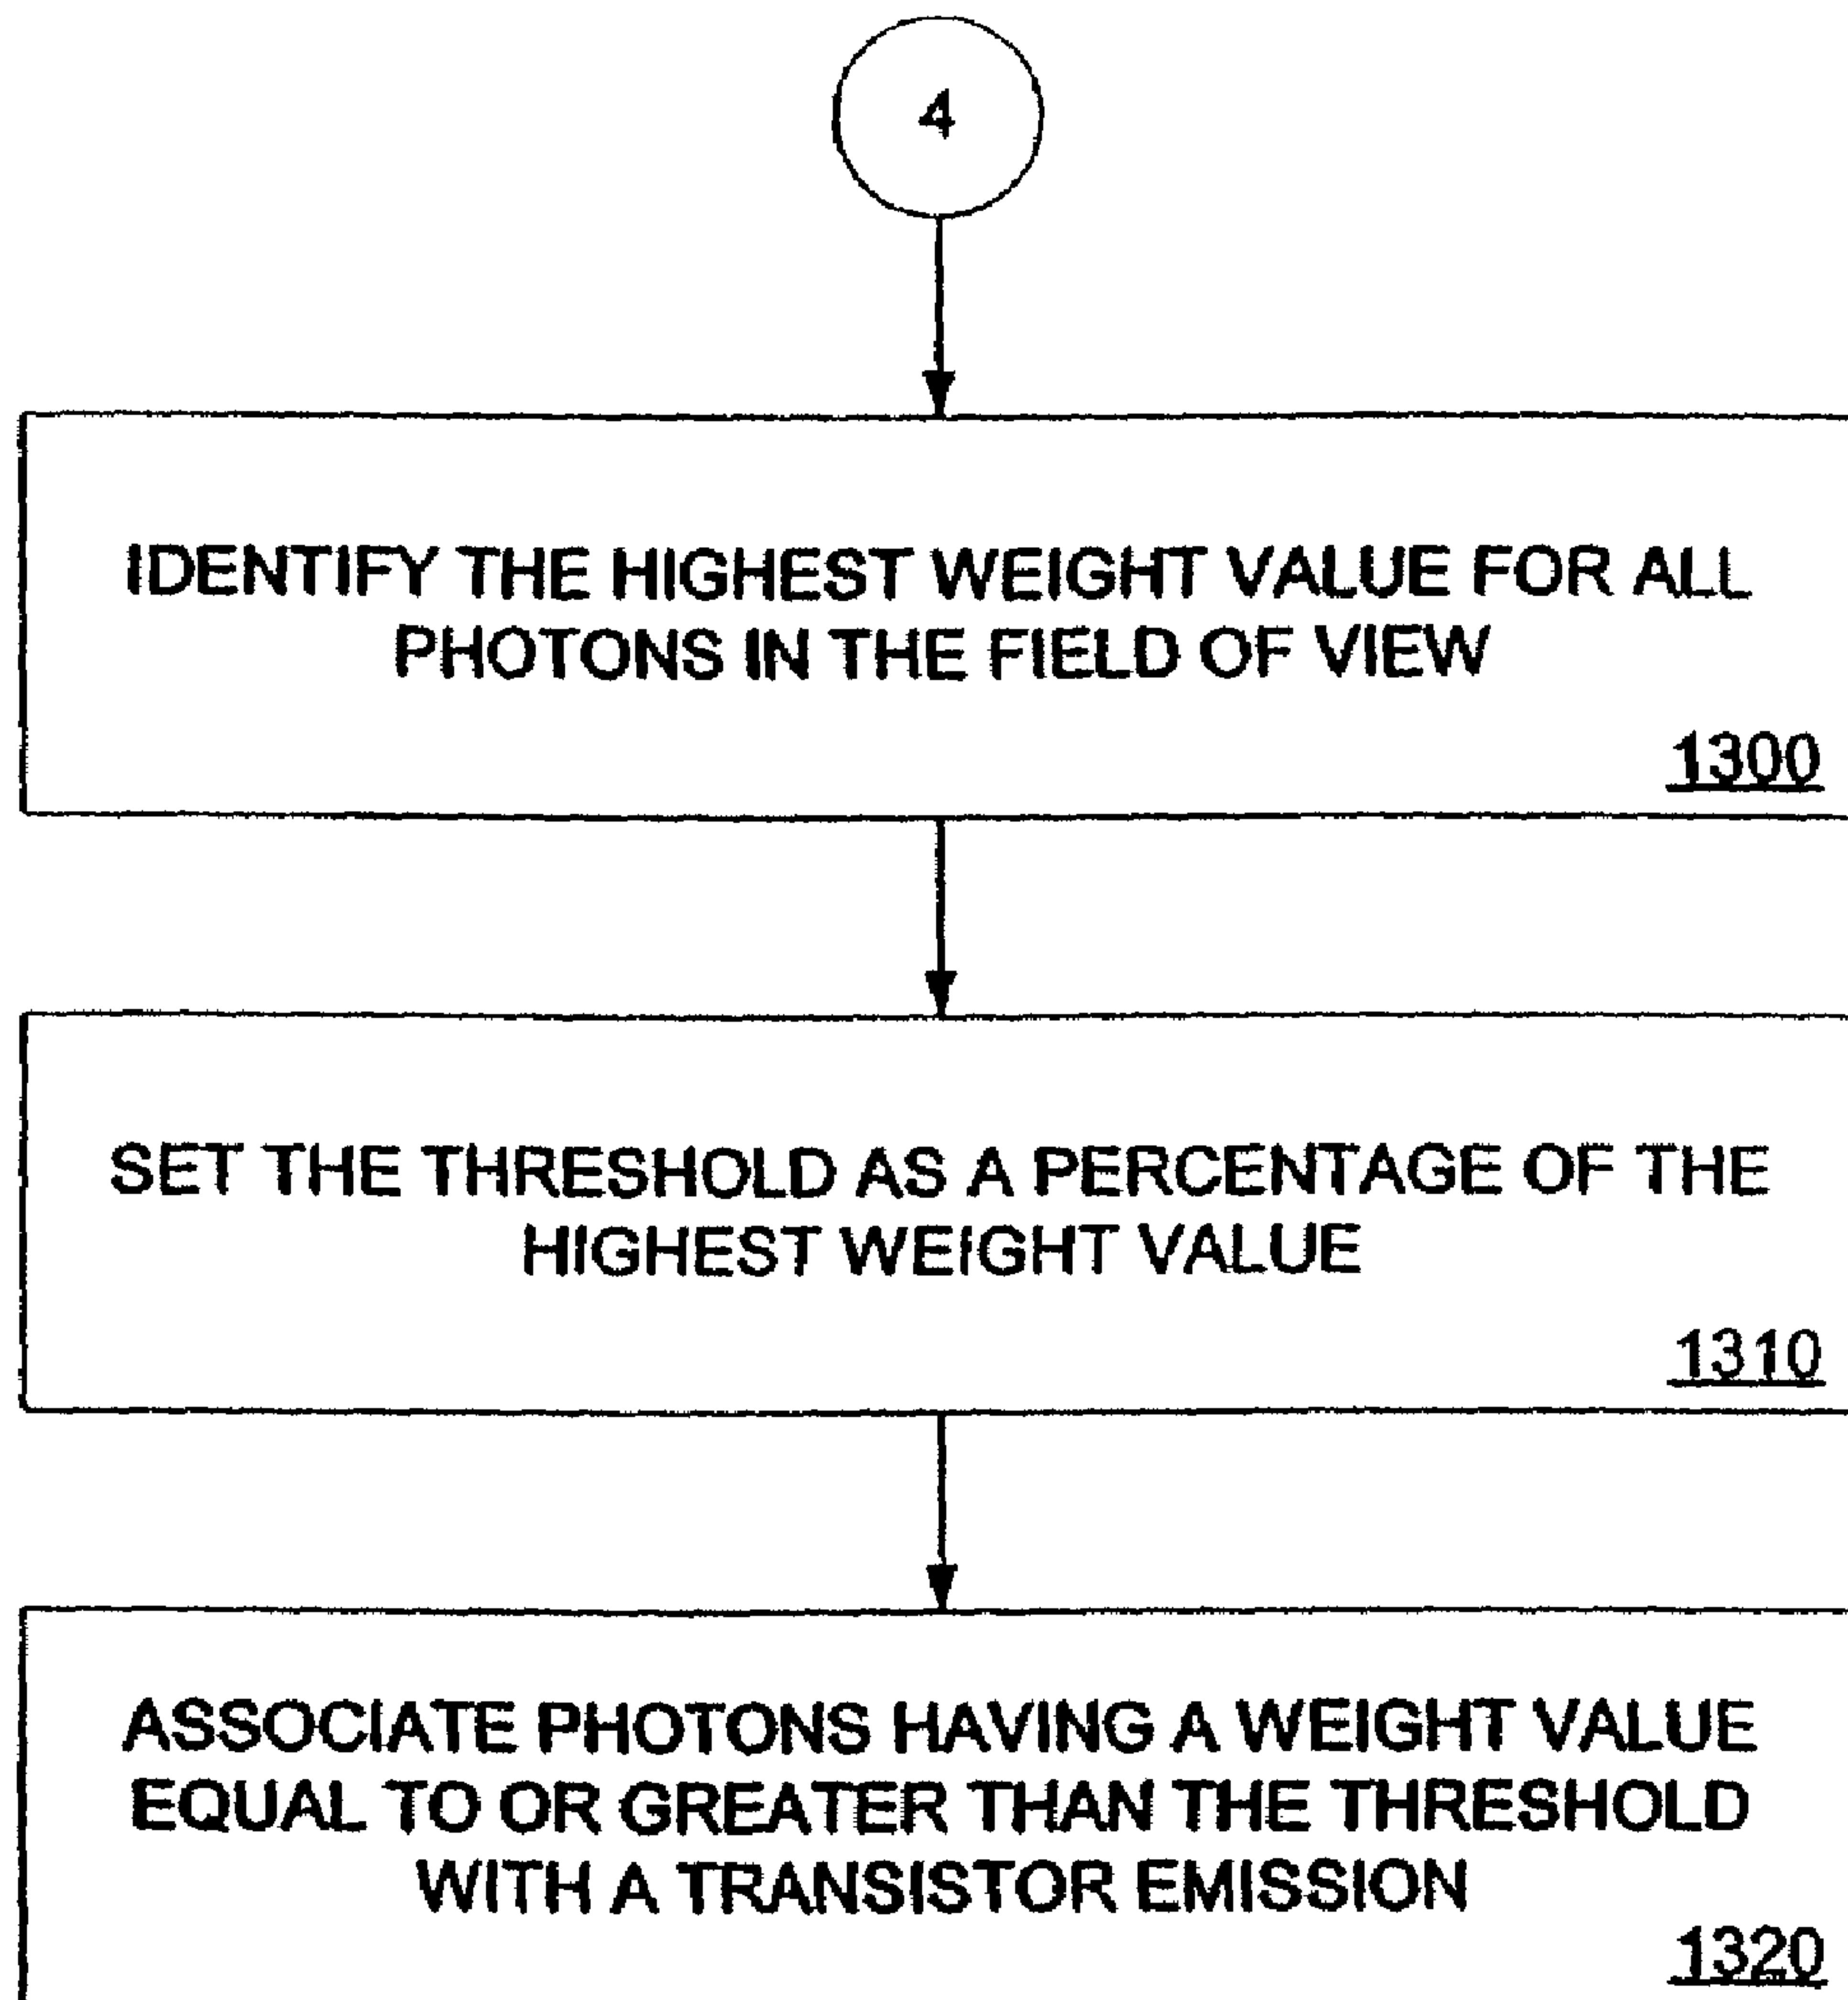 4
IDENTIFY THE HIGHEST WEIGHT VALUE FOR ALL
PHOTONS IN THE FIELD OF VIEW
1300
SET THE THRESHOLD AS A PERCENTAGE OF THE
HIGHEST WEIGHT VALUE
1310
ASSOCIATE PHOTONS HAVING A WEIGHT VALUE
EQUAL TO OR GREATER THAN THE THRESHOLD
WITH A TRANSISTOR EMISSION
1320